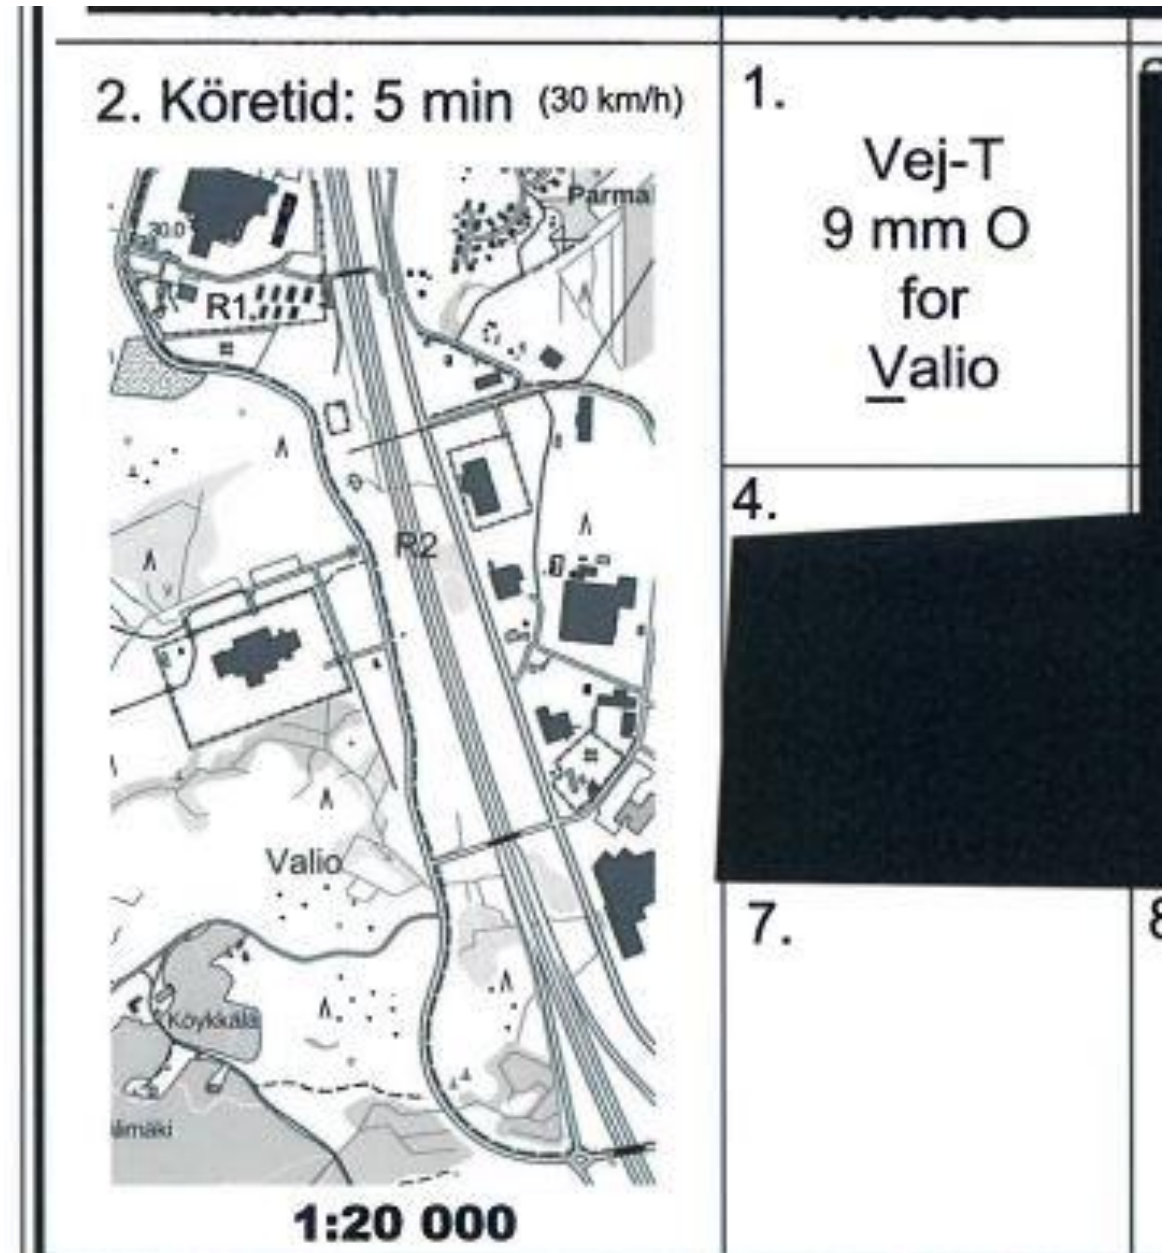 2. Köretid: 5 min (30 km/h)
Parma
30.0
R1.
R2
Valio
Köykkälä
1:20 000
1.
Vej-T
9 mm O
for
Valio
4.
7.